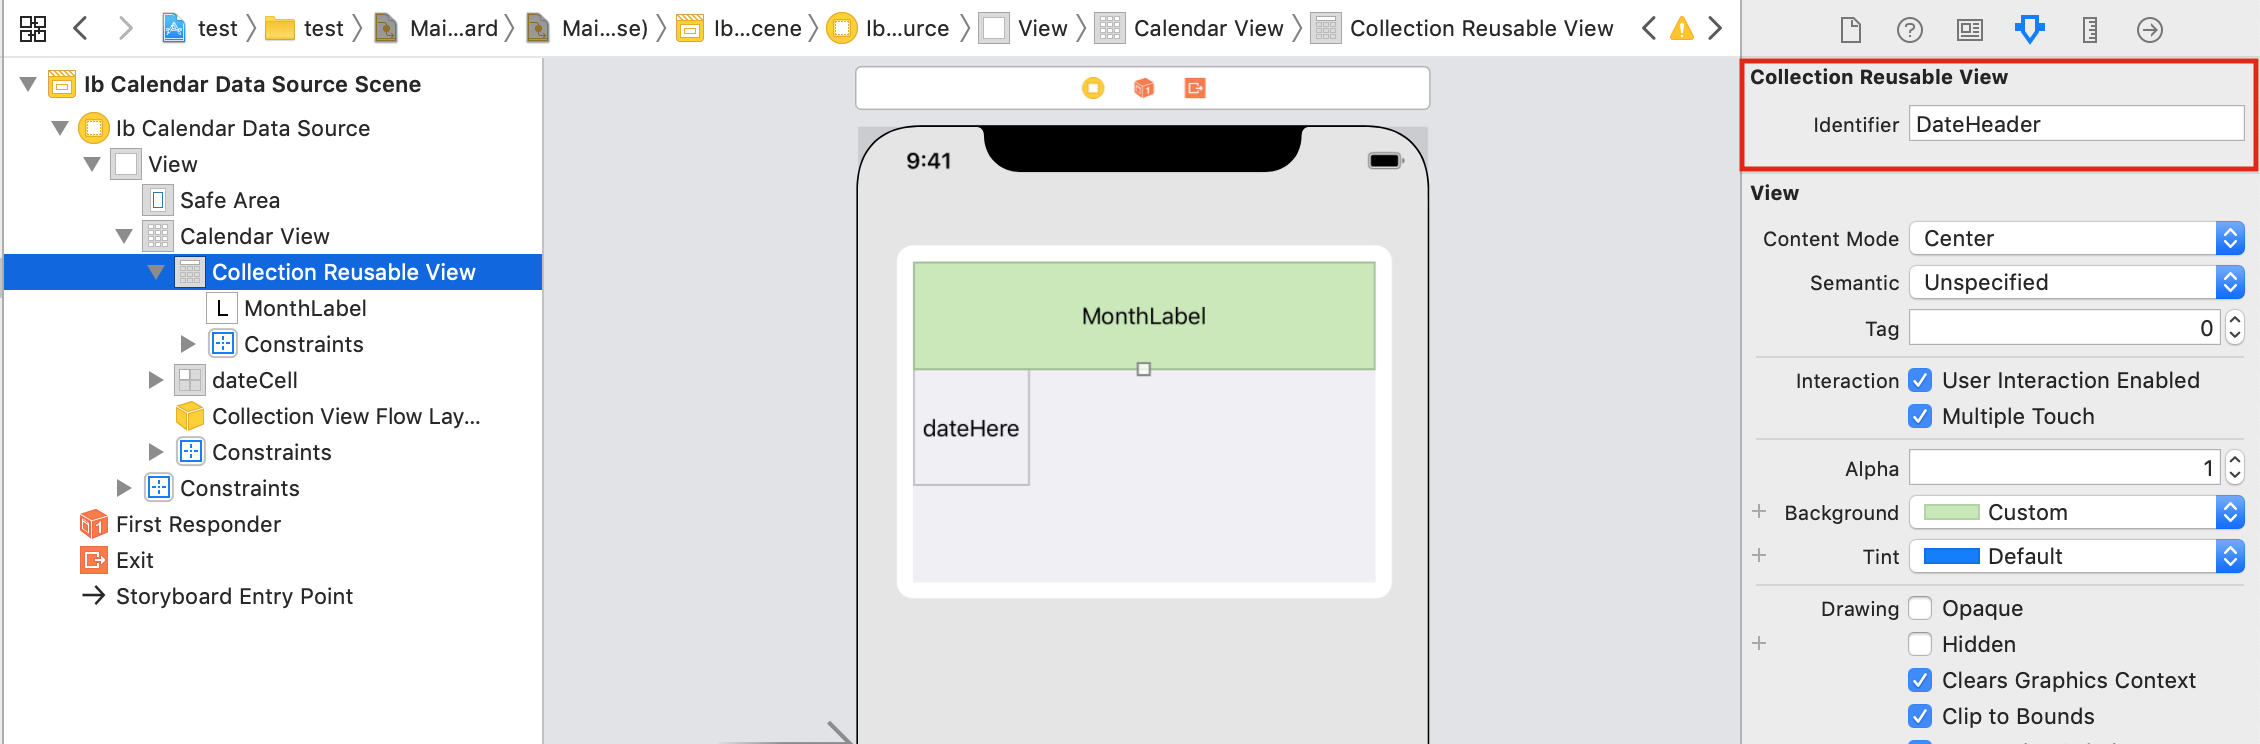 test test Mai...ard Mai...se) Ib...cene Ib...urce View Calendar View Collection Reusable View
Ib Calendar Data Source Scene
Ib Calendar Data Source
View
Safe Area
Calendar View
Collection Reusable View
L MonthLabel
Constraints
dateCell
Collection View Flow Lay...
Constraints
Constraints
First Responder
Exit
Storyboard Entry Point
9:41
MonthLabel
dateHere
Collection Reusable View
Identifier DateHeader
View
Content Mode Center
Semantic Unspecified
Tag 0
Interaction User Interaction Enabled
Multiple Touch
Alpha 1
Background Custom
Tint Default
Drawing Opaque
Hidden
Clears Graphics Context
Clip to Bounds